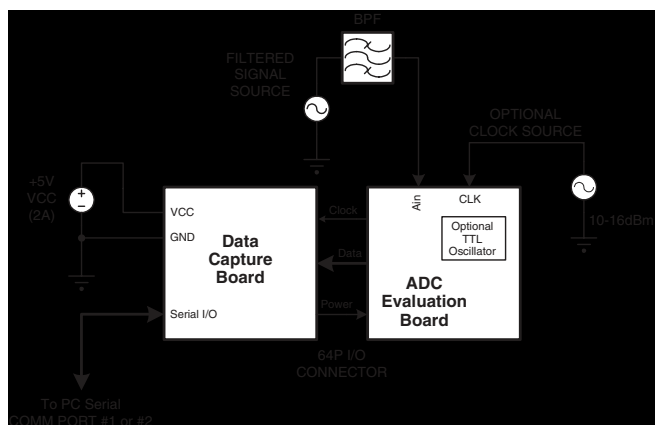 BPF
FILTERED
SIGNAL
SOURCE
OPTIONAL
CLOCK SOURCE
+5V
VCC
(2A)
VCC
GND
Data
Capture
Board
Serial I/O
Clock
Data
Power
Ain
CLK
Optional
TTL
Oscillator
ADC
Evaluation
Board
10-16dBm
64P I/O
CONNECTOR
To PC Serial
COMM PORT #1 or #2